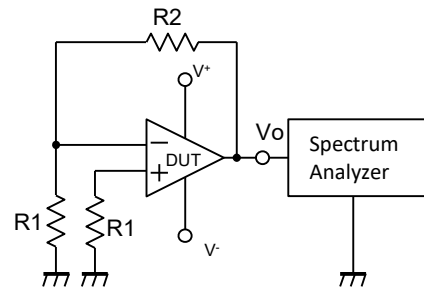 R2
V+
Vo
Spectrum
Analyzer
−
DUT
+
R1
R1
V-